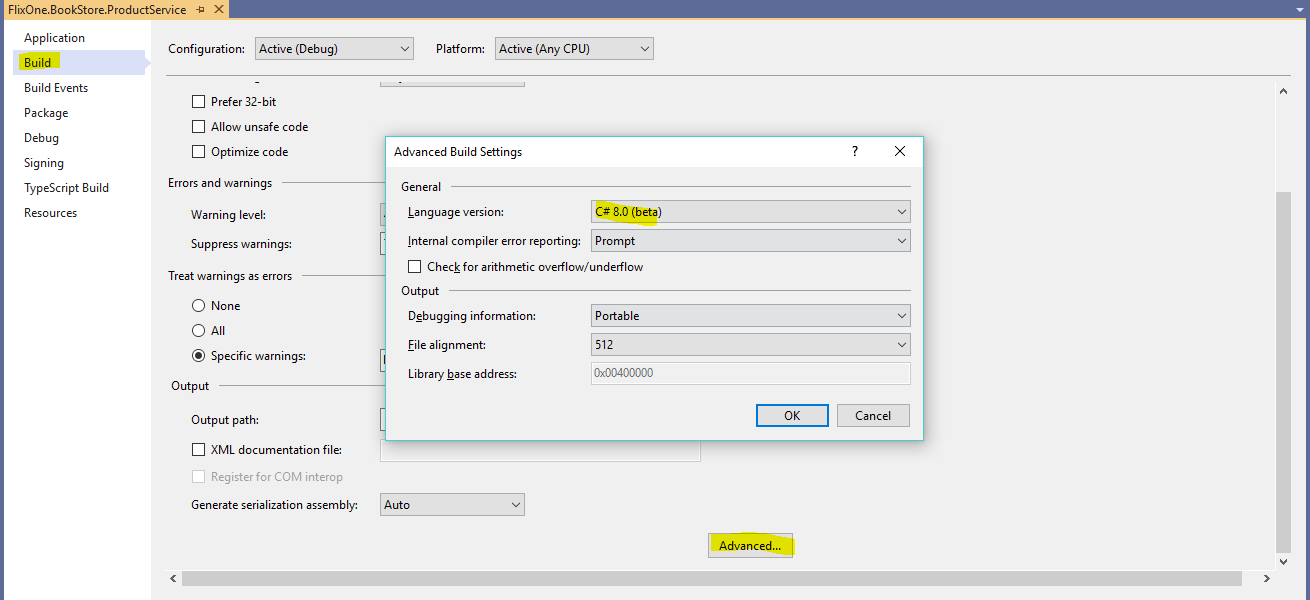 FlixOne.BookStore.ProductService
Application
Build
Build Events
Package
Debug
Signing
TypeScript Build
Resources
Configuration: Active (Debug) Platform: Active (Any CPU)
Prefer 32-bit
Allow unsafe code
Optimize code
Errors and warnings
Warning level:
Suppress warnings:
Treat warnings as errors
None
All
Specific warnings:
Output
Output path:
XML documentation file:
Register for COM interop
Generate serialization assembly: Auto
Advanced...
Advanced Build Settings ?
General
Language version: C# 8.0 (beta)
Internal compiler error reporting: Prompt
Check for arithmetic overflow/underflow
Output
Debugging information: Portable
File alignment: 512
Library base address: 0x00400000
OK Cancel